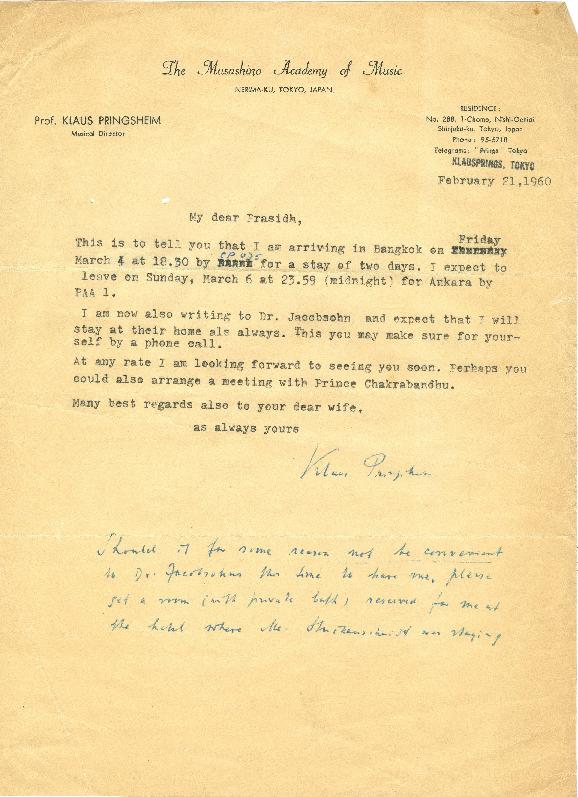 The Musashino Academy of Music
NERIMA-KU, TOKYO, JAPAN
Prof. KLAUS PRINGSHEIM
Musical Director
RESIDENCE:
No. 288, 1-Chome, Nishi-Ochiai
Shinjuku-ku, Tokyo, Japan
Phone: 95-5718
Telegrams: "Prings" Tokyo
KLAUSPRINGS, TOKYO
February 21,1960
My dear Prasidh,
Friday
This is to tell you that I am arriving in Bangkok on
March 4 at 18.30 by for a stay of two days. I expect to
leave on Sunday, March 6 at 23.59 (midnight) for Ankara by
PAA 1.
I am now also writing to Dr. Jacobsohn and expect that I will
stay at their home als always. This you may make sure for your-
self by a phone call.
At any rate I am looking forward to seeing you soon. Perhaps you
could also arrange a meeting with Prince Chakrabandhu.
Many best regards also to your dear wife,
as always yours
Klaus Pringsheim
Should it for some reason not be convenient
to Dr. Jacobsohns this time to have me, please
get a room (with private bath) reserved for me at
the hotel where Mr. was staying